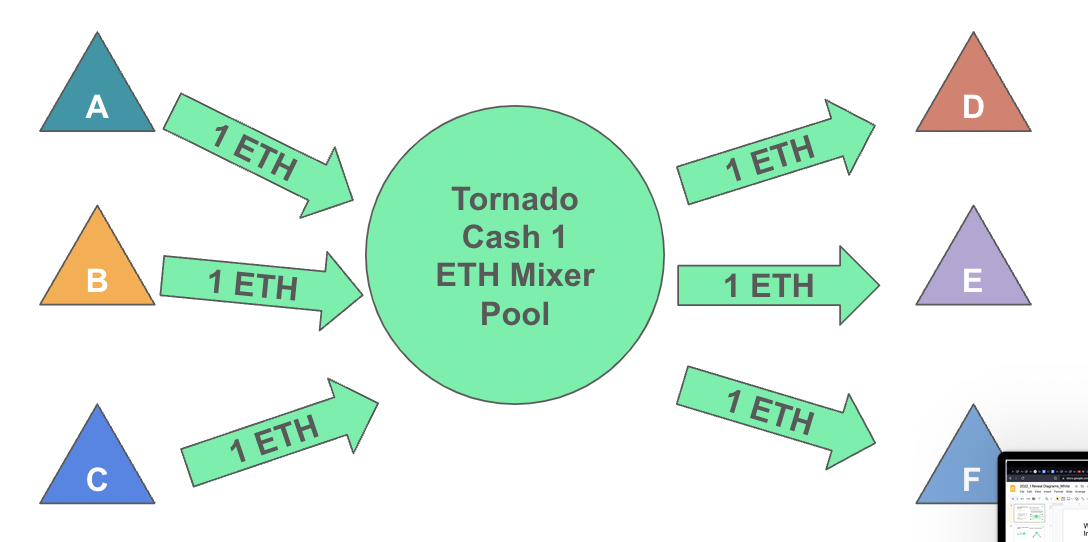 A
1 ETH
D
1 ETH
Tornado
Cash 1
ETH Mixer
Pool
B
1 ETH
1 ETH
E
C
1 ETH
1 ETH
F